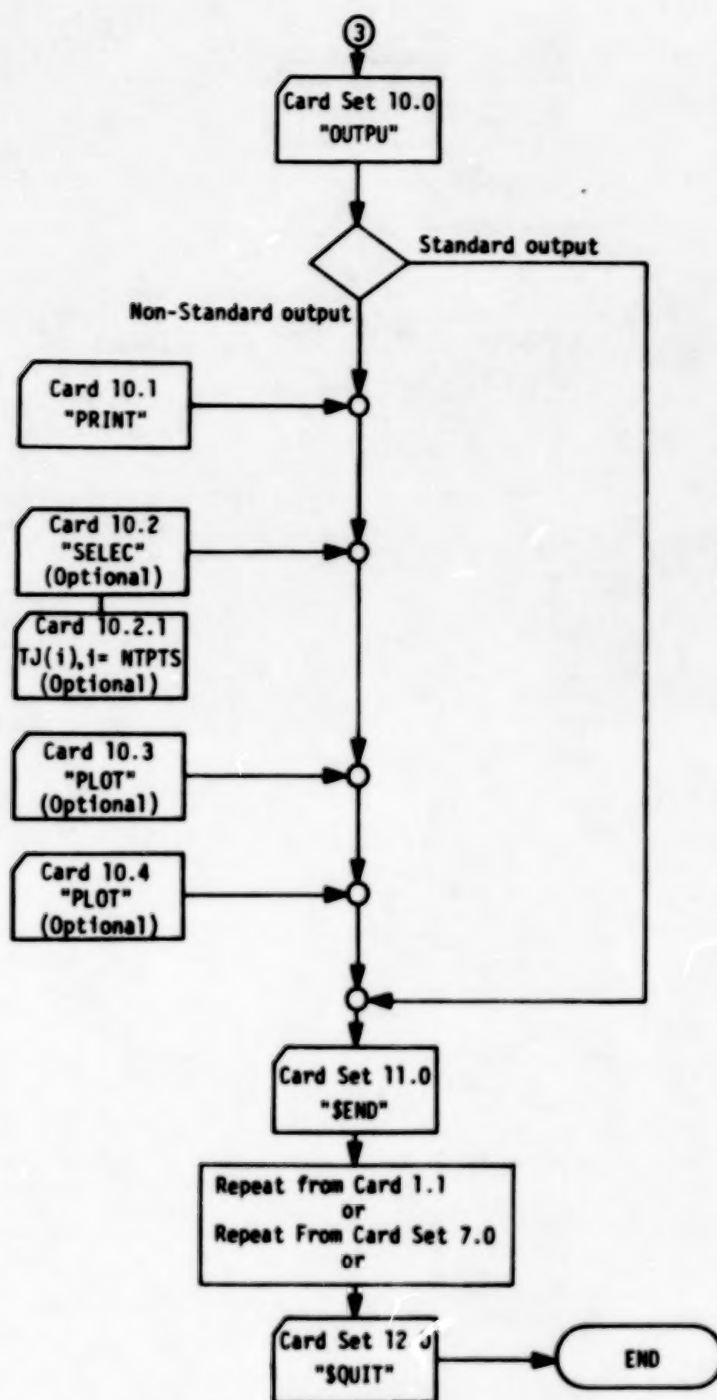 3
Card Set 10.0
"OUTPU"
Standard output
Non-Standard output
Card 10.1
"PRINT"
Card 10.2
"SELEC"
(Optional)
Card 10.2.1
TJ(i),i= NTPTS
(Optional)
Card 10.3
"PLOT"
(Optional)
Card 10.4
"PLOT"
(Optional)
Card Set 11.0
"$END"
Repeat from Card 1.1
or
Repeat From Card Set 7.0
or
Card Set 12 0
"$QUIT"
END